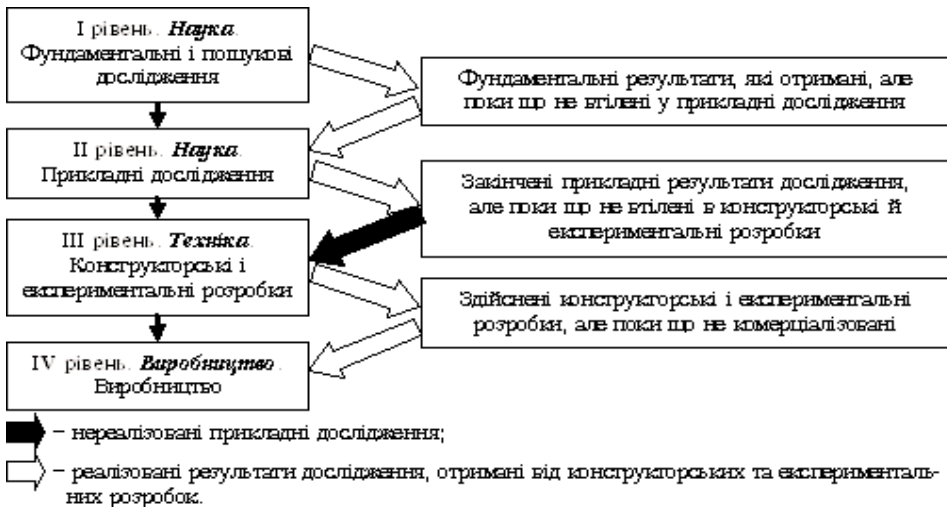 I рівень. Наука.
Фундаментальні і пошукові
дослідження
Фундаментальні результати, які отримані, але
поки що не втілені у прикладні дослідження
II рівень. Наука.
Прикладні дослідження
Закінчені прикладні результати дослідження,
але поки що не втілені в конструкторські й
експериментальні розробки
III рівень. Техніка.
Конструкторські і
експериментальні розробки
Здійснені конструкторські і експериментальні
розробки, але поки що не комерціалізовані
IV рівень. Виробництво.
Виробництво
– нереалізовані прикладні дослідження;
– реалізовані результати дослідження, отримані від конструкторських та эксперименталь-
них розробок.